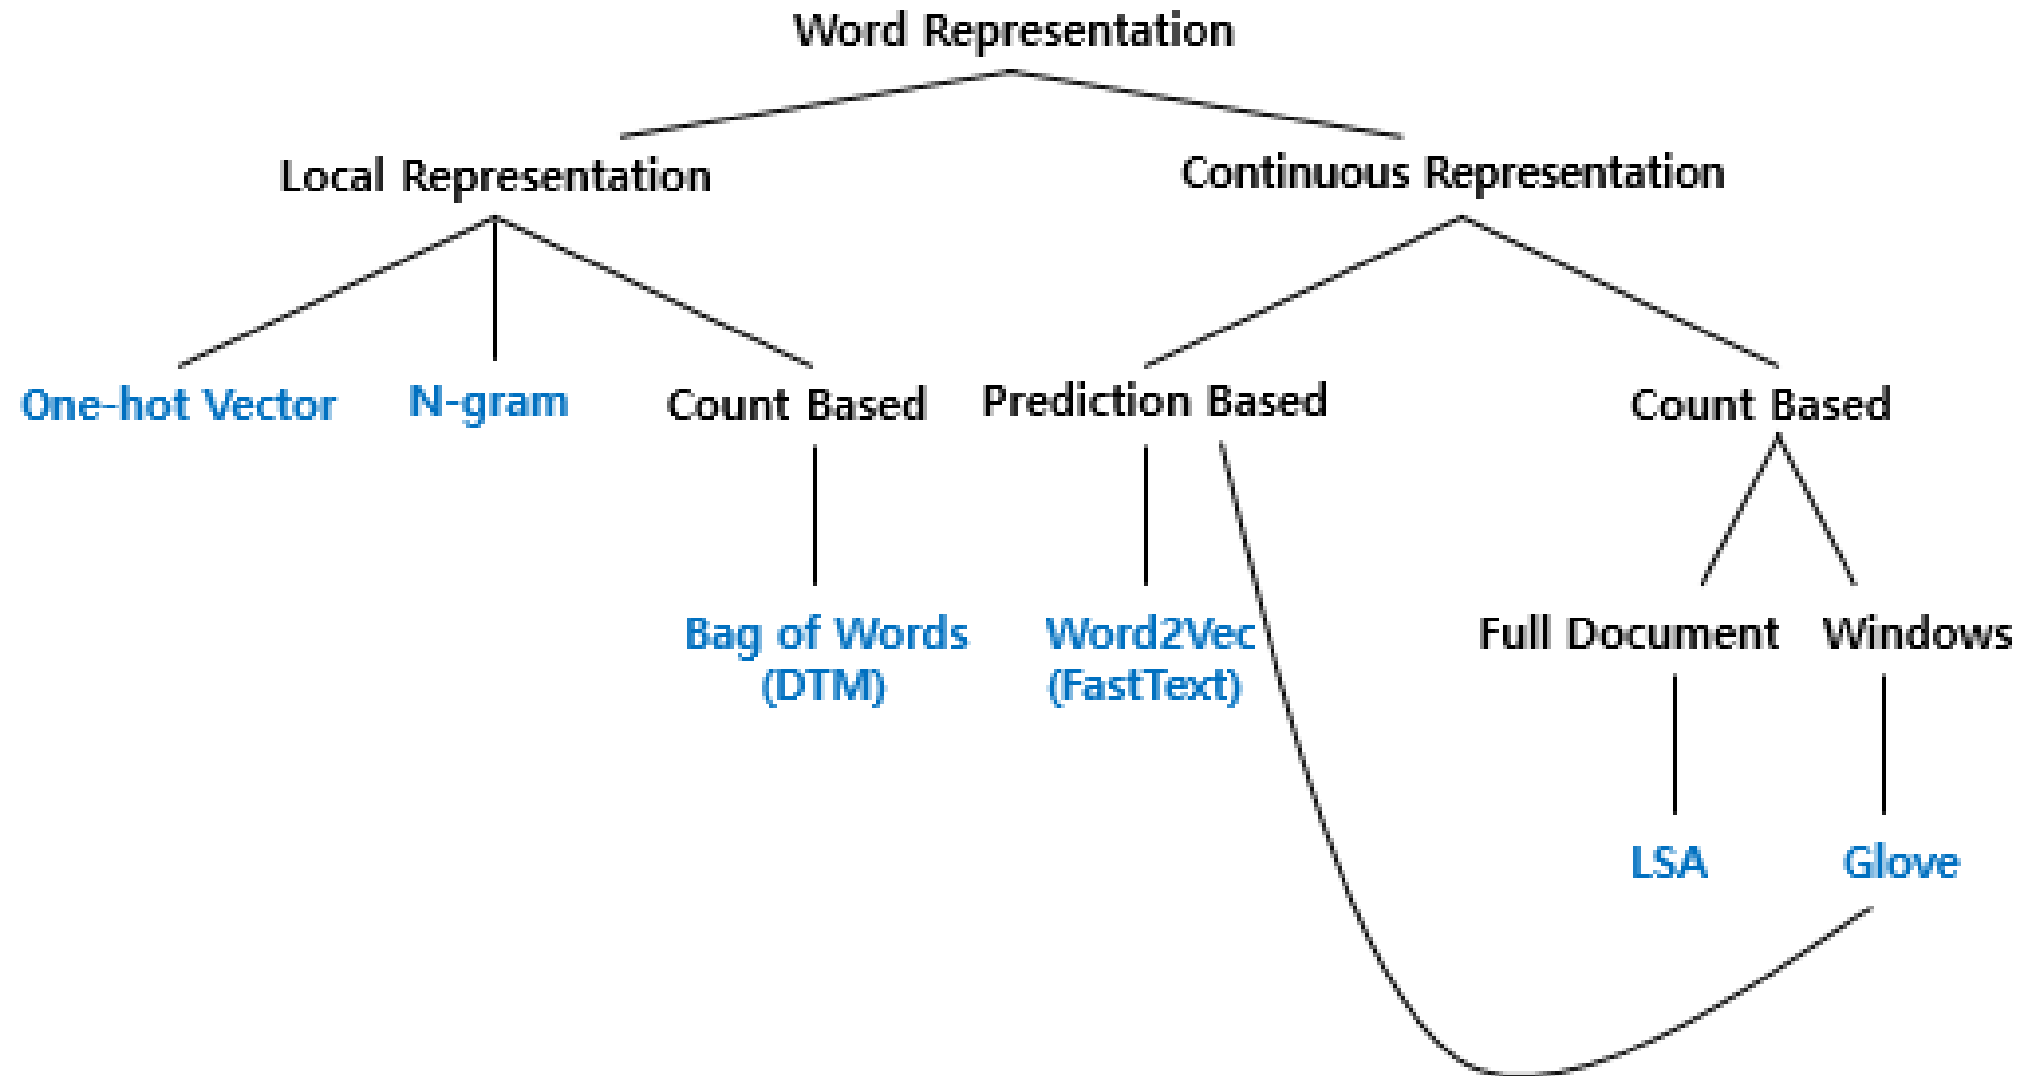 Word Representation
Local Representation
Continuous Representation
One-hot Vector
N-gram
Count Based
Prediction Based
Count Based
Bag of Words
(DTM)
Word2Vec
(FastText)
Full Document
Windows
LSA
Glove